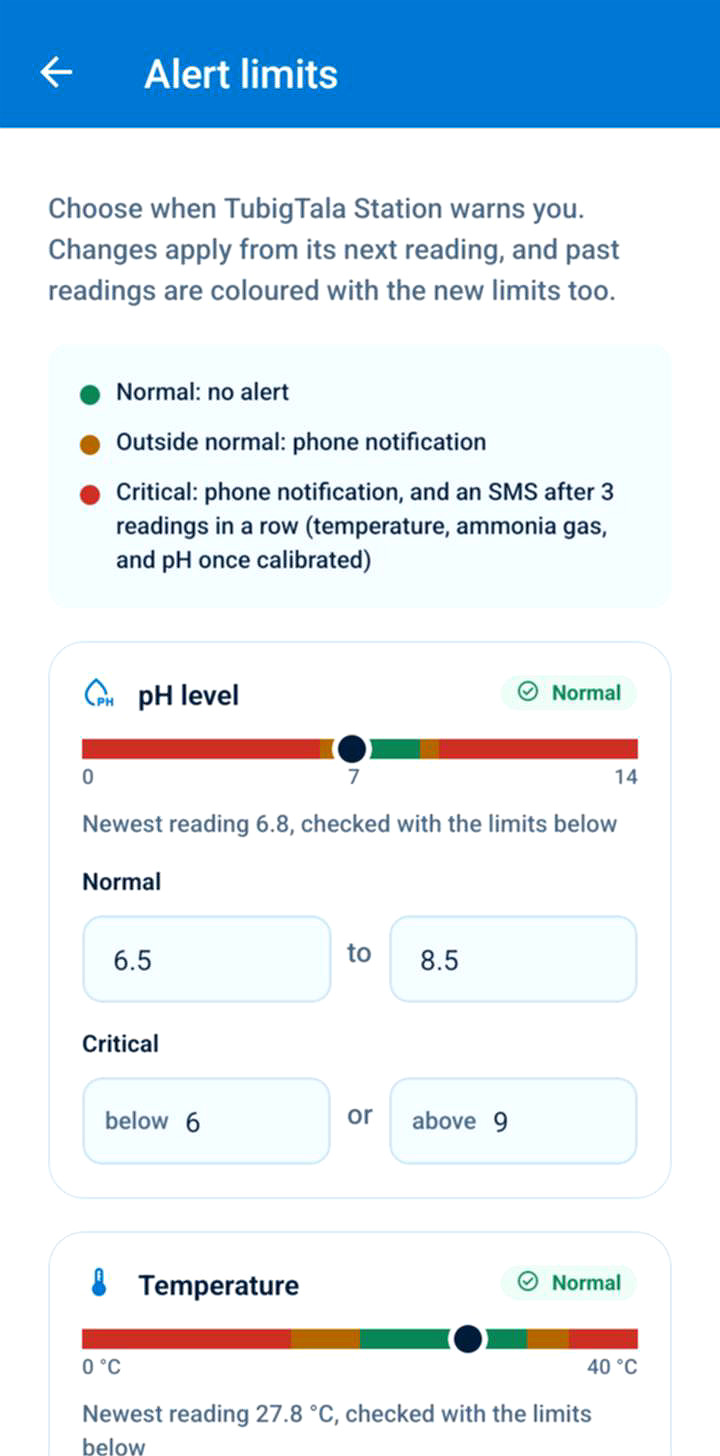 Alert limits
Choose when TubigTala Station warns you.
Changes apply from its next reading, and past
readings are coloured with the new limits too.
Normal: no alert
Outside normal: phone notification
Critical: phone notification, and an SMS after 3
readings in a row (temperature, ammonia gas,
and pH once calibrated)
PH pH level Normal
0 7 14
Newest reading 6.8, checked with the limits below
Normal
6.5 to 8.5
Critical
below 6 or above 9
Temperature Normal
0 °C 40 °C
Newest reading 27.8 °C, checked with the limits
below